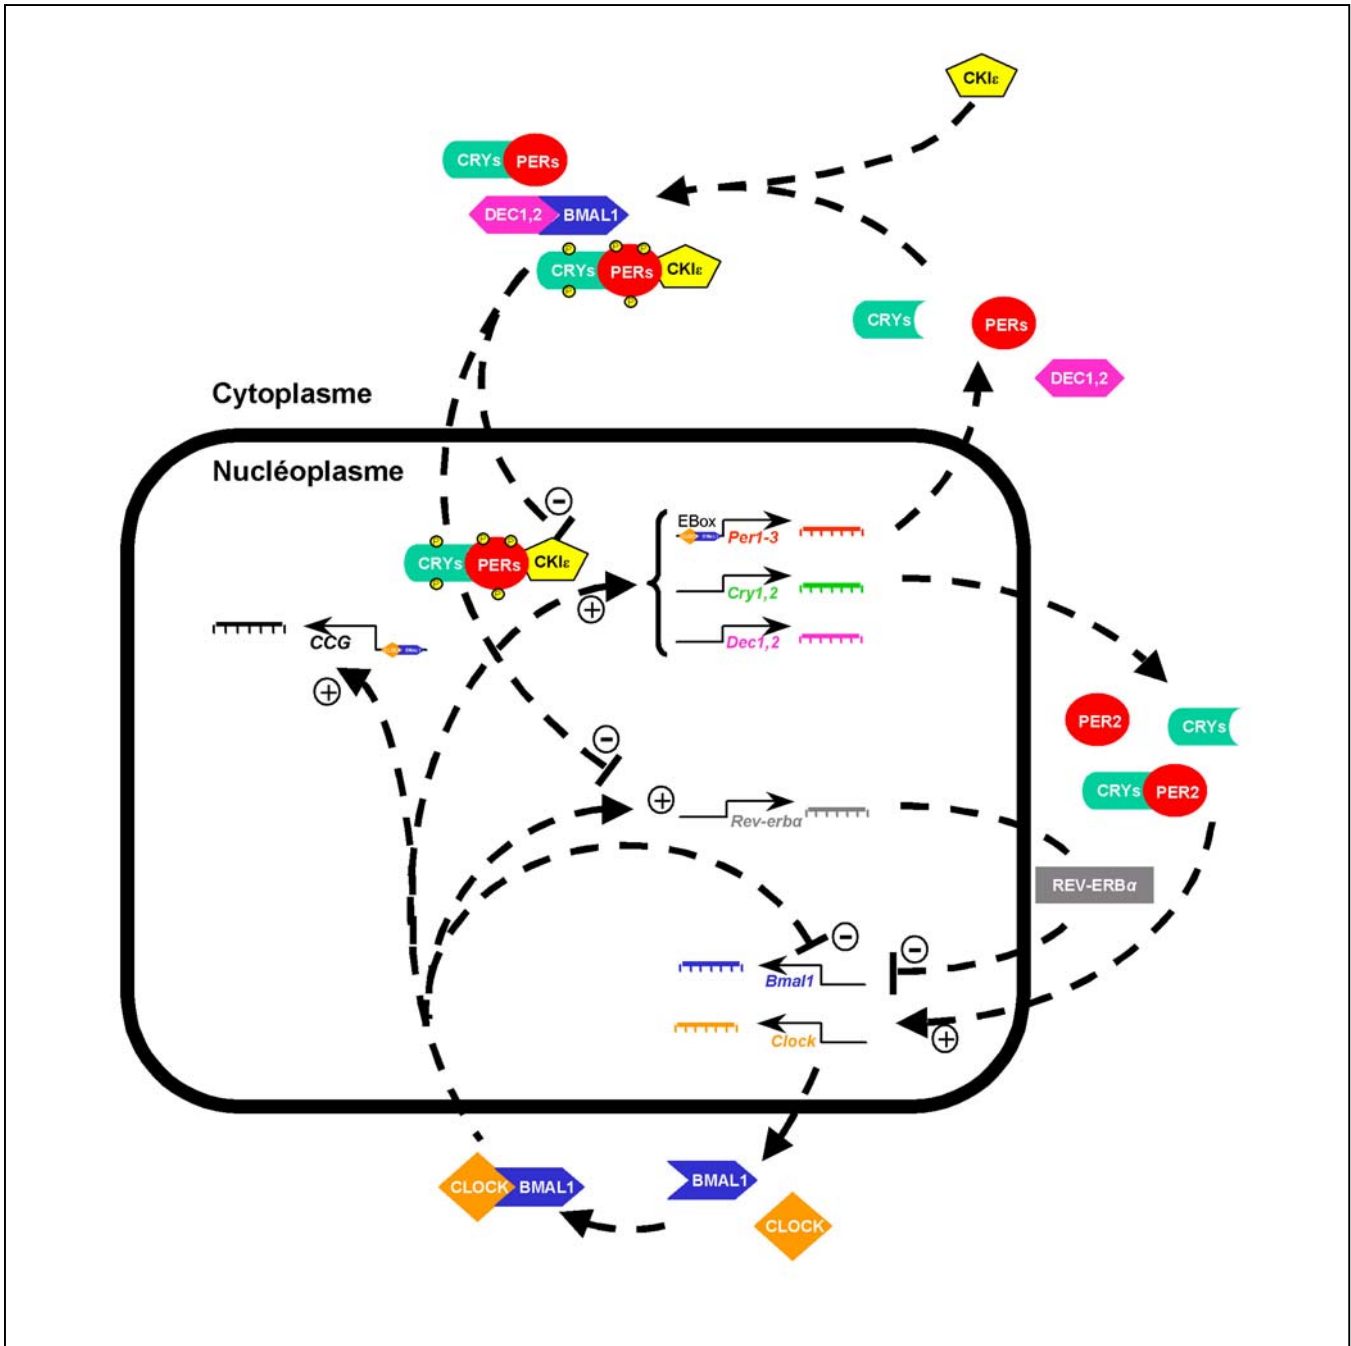 CKIε
CRYs PERs
DEC1,2 BMAL1
CRYs PERs CKIε
CRYs PERs
DEC1,2
Cytoplasme
Nucléoplasme
EBox
Per1-3
CRYs PERs CKIε
Cry1,2
CCG
Dec1,2
PER2 CRYs
CRYs PER2
Rev-erbα
REV-ERBα
Bmal1
Clock
CLOCK BMAL1
BMAL1
CLOCK